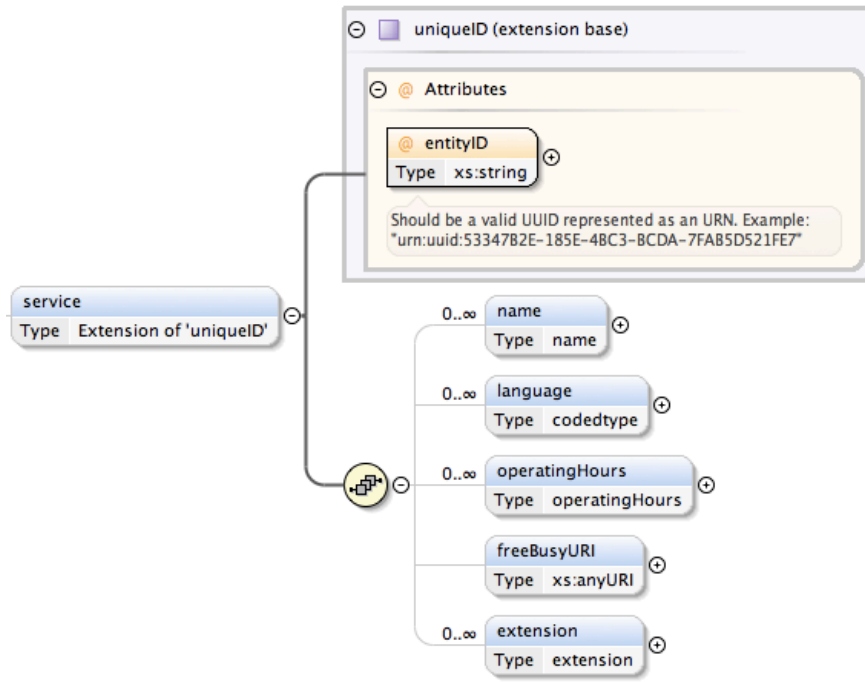 uniqueID (extension base)
@ Attributes
@ entityID
Type xs:string
Should be a valid UUID represented as an URN. Example:
"urn:uuid:53347B2E-185E-4BC3-BCDA-7FAB5D521FE7"
service
Type Extension of 'uniqueID'
0..∞ name
Type name
0..∞ language
Type codedtype
0..∞ operatingHours
Type operatingHours
freeBusyURI
Type xs:anyURI
0..∞ extension
Type extension